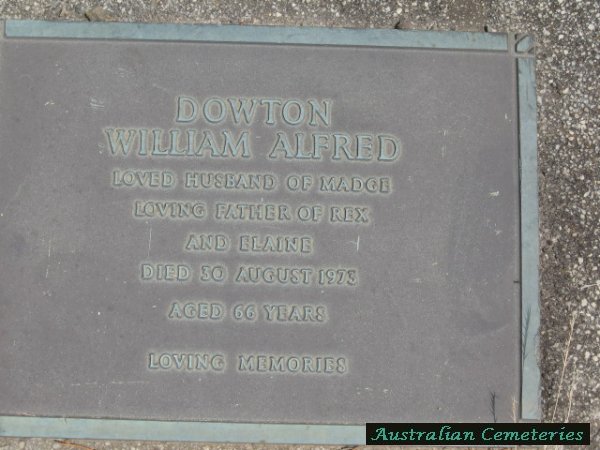 DOWTON
WILLIAM ALFRED
LOVED HUSBAND OF MADGE
LOVING FATHER OF REX
AND ELAINE
DIED 30 AUGUST 1973
AGED 66 YEARS
LOVING MEMORIES
Australian Cemeteries